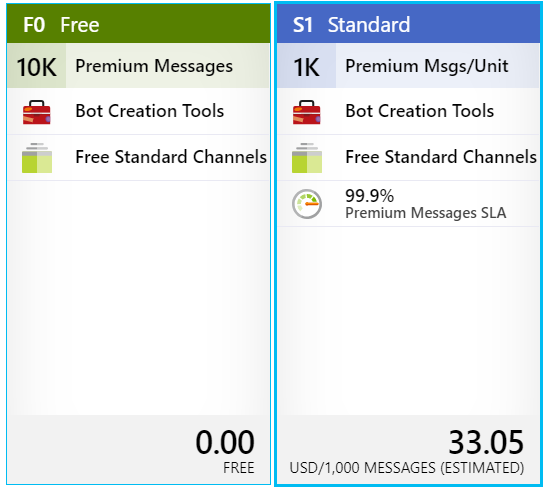 F0 Free
10K Premium Messages
Bot Creation Tools
Free Standard Channels
0.00
FREE
S1 Standard
1K Premium Msgs/Unit
Bot Creation Tools
Free Standard Channels
99.9%
Premium Messages SLA
33.05
USD/1,000 MESSAGES (ESTIMATED)